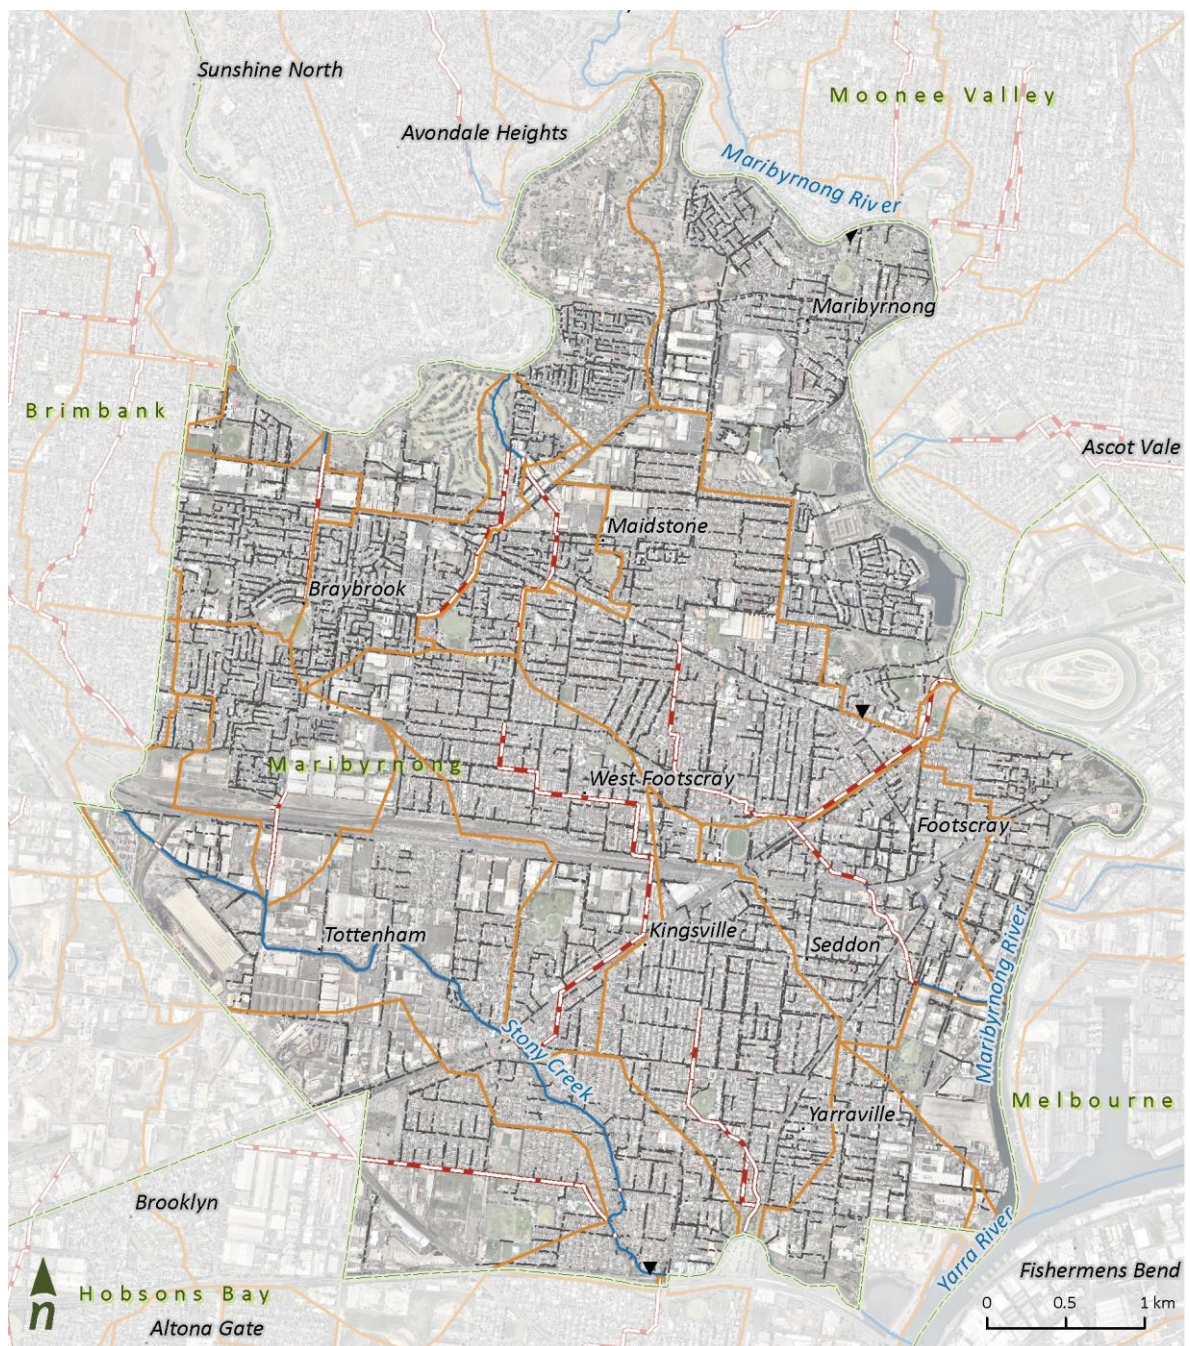 Sunshine North
Moonee Valley
Avondale Heights
Maribyrnong River
Maribyrnong
Brimbank
Ascot Vale
Maidstone
Braybrook
Maribyrnong
West Footscray
Footscray
Kingsville
Tottenham
Seddon
Maribyrnong River
Stony Creek
Melbourne
Yarraville
Brooklyn
Yarra River
Fishermens Bend
Hobsons Bay
n
0 0.5 1 km
Altona Gate